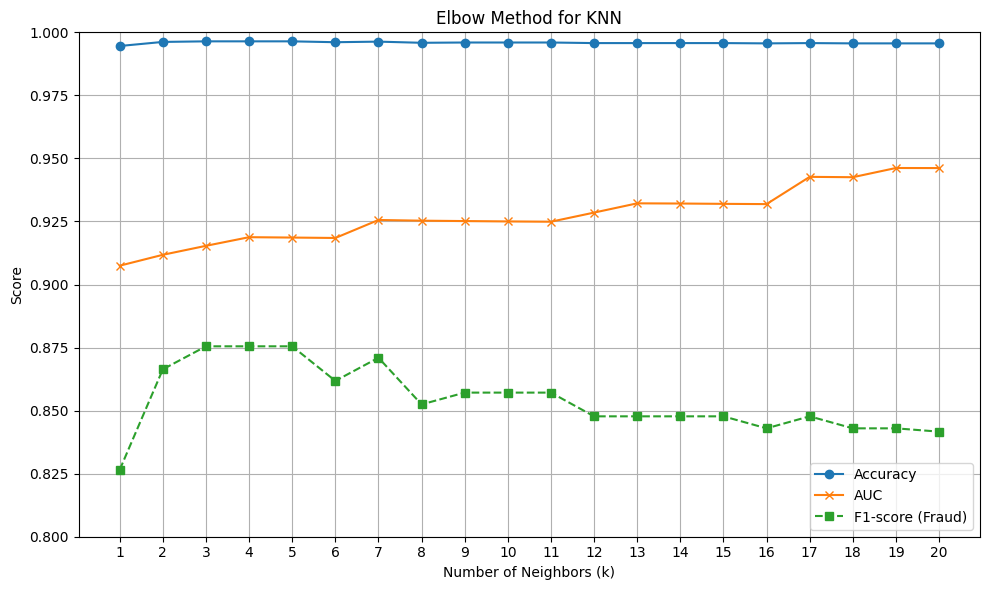 Elbow Method for KNN
1.000
0.975
0.950
0.925
0.900
0.875
0.850
0.825
0.800
Score
Accuracy
AUC
F1-score (Fraud)
1 2 3 4 5 6 7 8 9 10 11 12 13 14 15 16 17 18 19 20
Number of Neighbors (k)